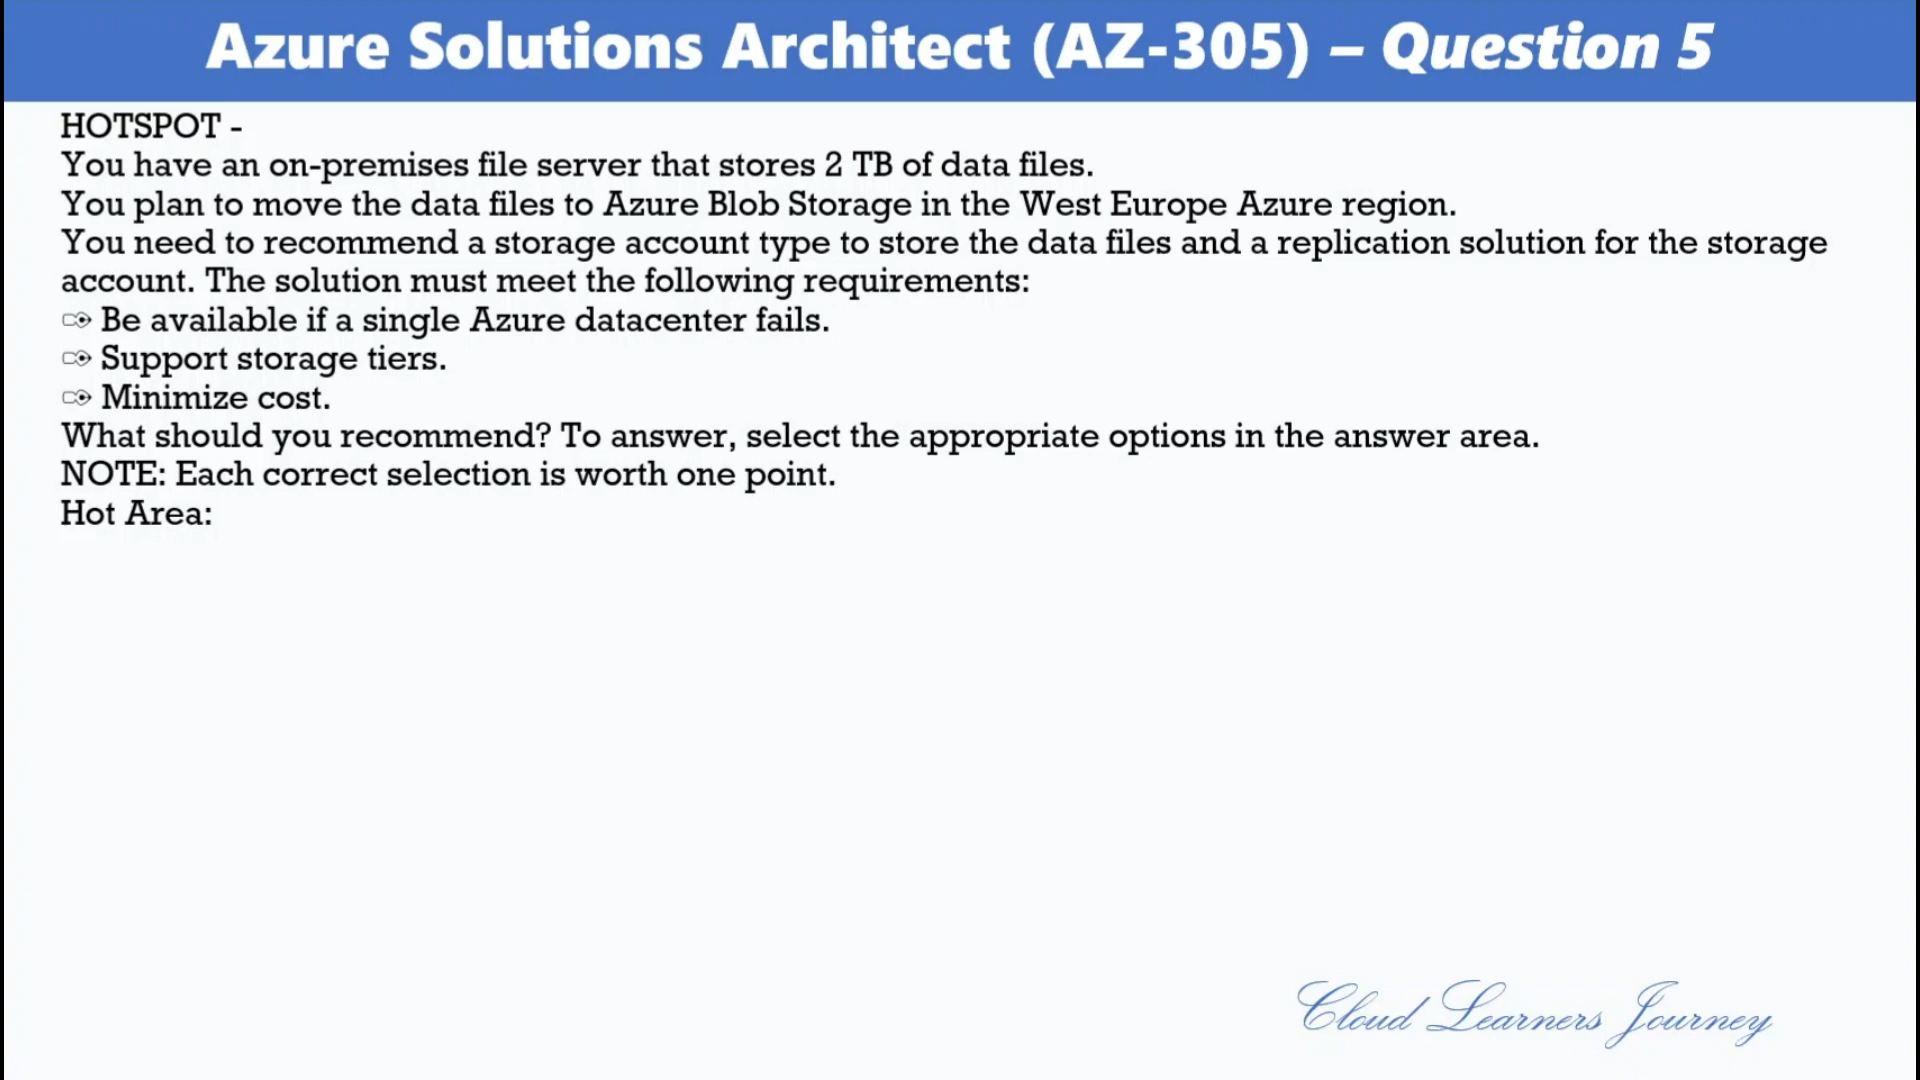 Azure Solutions Architect (AZ-305) – Question 5
HOTSPOT -
You have an on-premises file server that stores 2 TB of data files.
You plan to move the data files to Azure Blob Storage in the West Europe Azure region.
You need to recommend a storage account type to store the data files and a replication solution for the storage
account. The solution must meet the following requirements:
Be available if a single Azure datacenter fails.
Support storage tiers.
Minimize cost.
What should you recommend? To answer, select the appropriate options in the answer area.
NOTE: Each correct selection is worth one point.
Hot Area:
Cloud Learners Journey